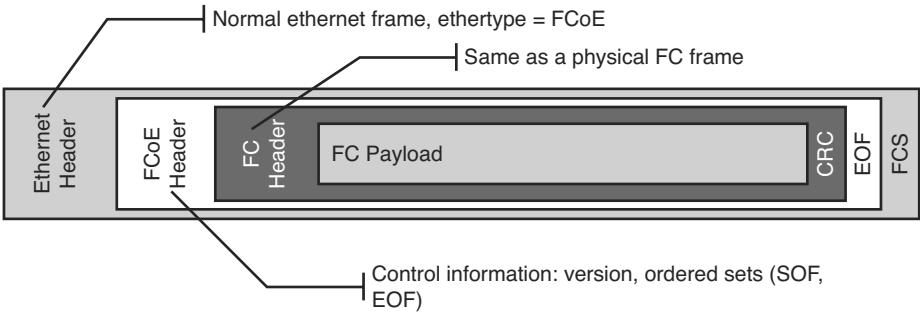 Normal ethernet frame, ethertype = FCoE
Same as a physical FC frame
Ethernet
Header
FCoE
Header
FC
Header
FC Payload
CRC
EOF
FCS
Control information: version, ordered sets (SOF,
EOF)